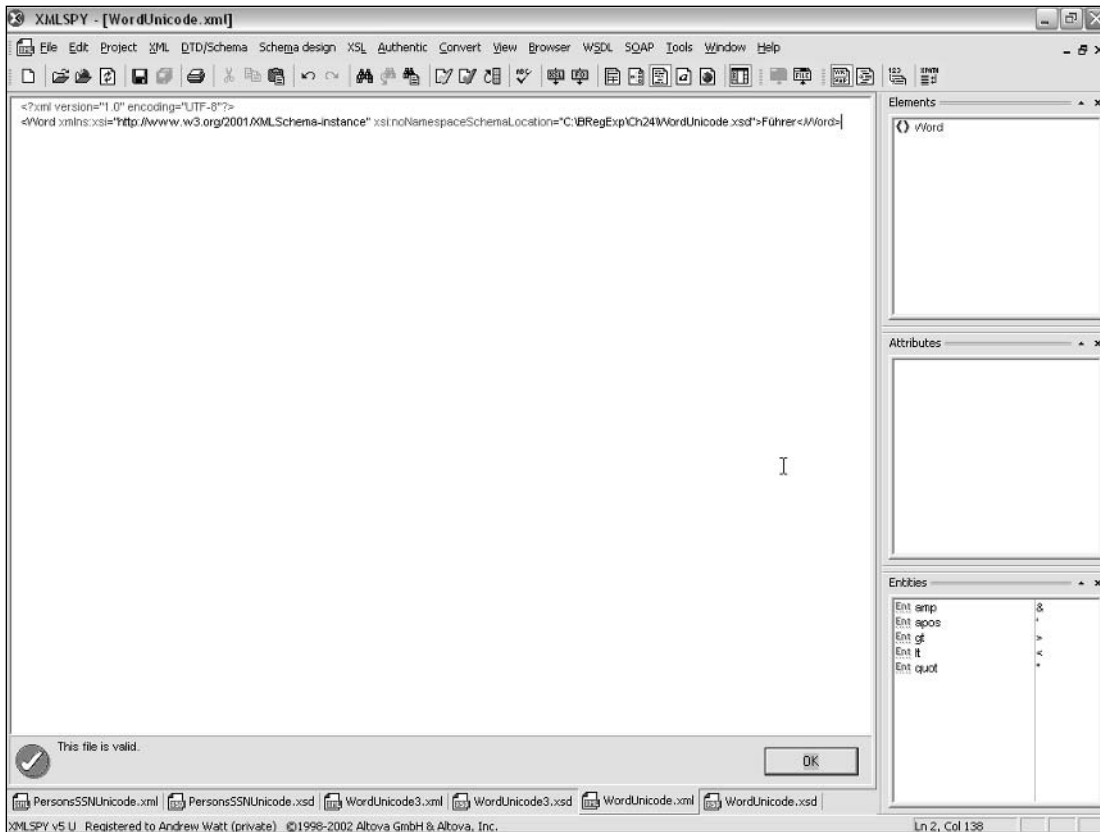 XMLSPY - [WordUnicode.xml]
File Edit Project XML DTD/Schema Schema design XSL Authentic Convert View Browser WSDL SOAP Tools Window Help
<?xml version="1.0" encoding="UTF-8"?>
<Word xmlns:xsi="http://www.w3.org/2001/XMLSchema-instance" xsi:noNamespaceSchemaLocation="C:\BRegExp\Ch24\WordUnicode.xsd">Führer</Word>
Elements
Word
Attributes
Entities
Ent amp &
Ent apos '
Ent gt >
Ent lt <
Ent quot "
This file is valid.
OK
PersonsSSNUnicode.xml PersonsSSNUnicode.xsd WordUnicode3.xml WordUnicode3.xsd WordUnicode.xml WordUnicode.xsd
XMLSPY v5 U Registered to Andrew Watt (private) ©1998-2002 Altova GmbH & Altova, Inc. Ln 2, Col 138